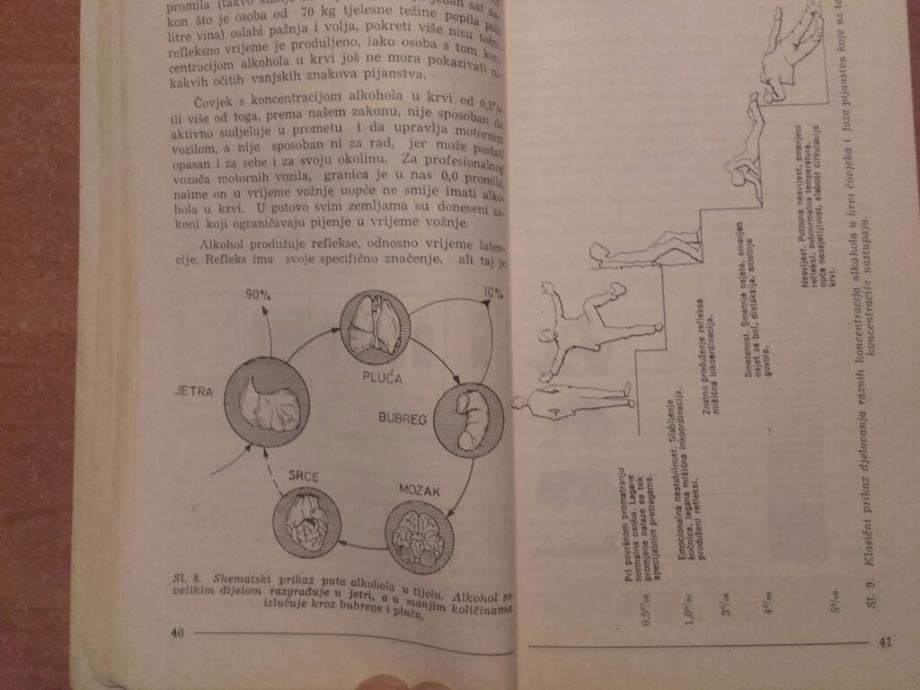 promila (takvo stanje
kon što je osoba od 70 kg tjelesne težine popila pola
litre vina) oslabi pažnja i volja, pokreti više nisu točni,
refleksno vrijeme je produljeno, iako osoba s tom kon-
centracijom alkohola u krvi još ne mora pokazivati ni-
kakvih očitih vanjskih znakova pijanstva.
Čovjek s koncentracijom alkohola u krvi od 0,5‰
ili više od toga, prema našem zakonu, nije sposoban da
aktivno sudjeluje u prometu i da upravlja motornim
vozilom, a nije sposoban ni za rad, jer može postati
opasan i za sebe i za svoju okolinu. Za profesionalnog
vozača motornih vozila, granica je u nas 0,0 promila,
naime on u vrijeme vožnje uopće ne smije imati alko-
hola u krvi. U gotovo svim zemljama su doneseni za-
koni koji ograničavaju pijenje u vrijeme vožnje.
Alkohol produžuje reflekse, odnosno vrijeme laten-
cije. Refleks ima svoje specifično značenje, ali taj je
90%
10%
PLUĆA
JETRA
BUBREG
SRCE
MOZAK
Sl. 8. Shematski prikaz puta alkohola u tijelu. Alkohol se
velikim dijelom razgrađuje u jetri, a u manjim količinama
izlučuje kroz bubrege i pluća.
40
0,5‰
Pri površnom promatranju
normalna osoba. Lagane
promjene nalaze se tek
specijalnim pretragama.
1,0‰
Emocionalna nestabilnost. Slabljenje
kočnica, lagana mišićna inkoordinacija,
produženi refleksi.
3‰
Znatno produženje refleksa
mišićna inkoordinacija.
4‰
Smetenost. Smetnje osjeta, smanjen
osjet za bol, distaksija, smetnje
govora.
5‰
Nesvijest. Potpuna nesvijest, smanjeni
refleksi, subnormalna temperatura,
opća neosjetljivost, slabost cirkulacije
krvi.
Sl. 9. Klasični prikaz djelovanja raznih koncentracija alkohola u krvi čovjeka i faze pijanstva koje uz te
koncentracije nastupaju.
41